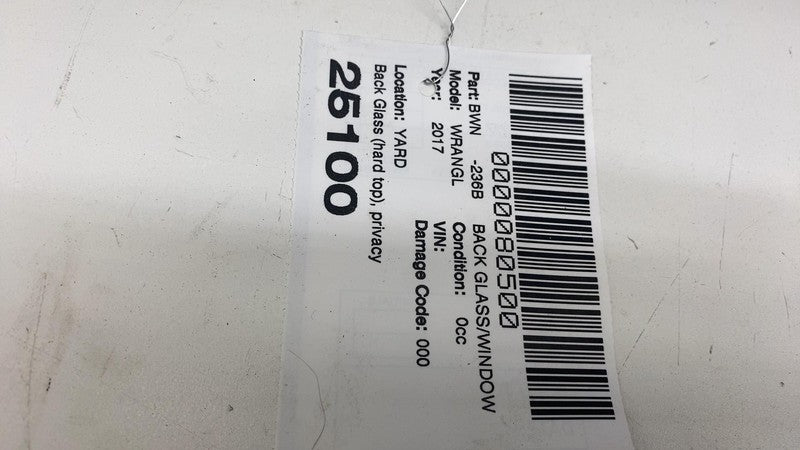 0000080500
Part: BWN -236B BACK GLASS/WINDOW
Model: WRANGL Condition: 0cc
Year: 2017 VIN:
Damage Code: 000
Location: YARD
Back Glass (hard top), privacy
25100